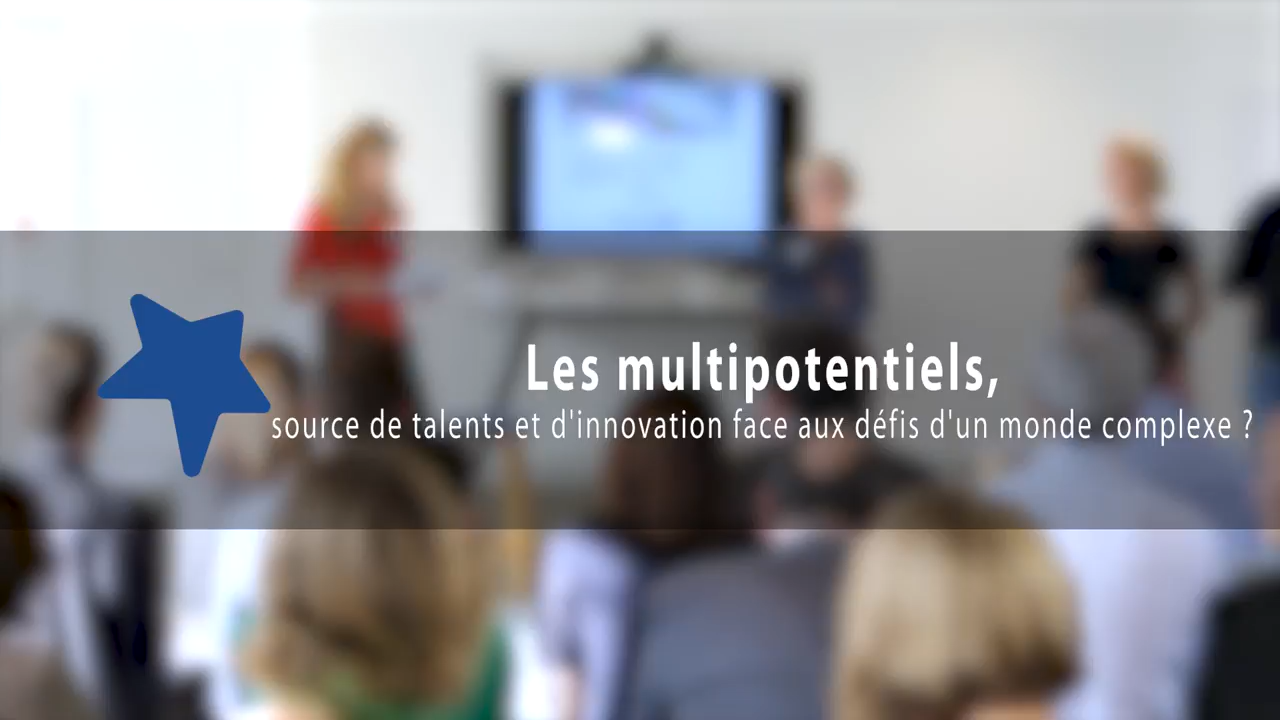 Les multipotentiels,
source de talents et d'innovation face aux défis d'un monde complexe ?